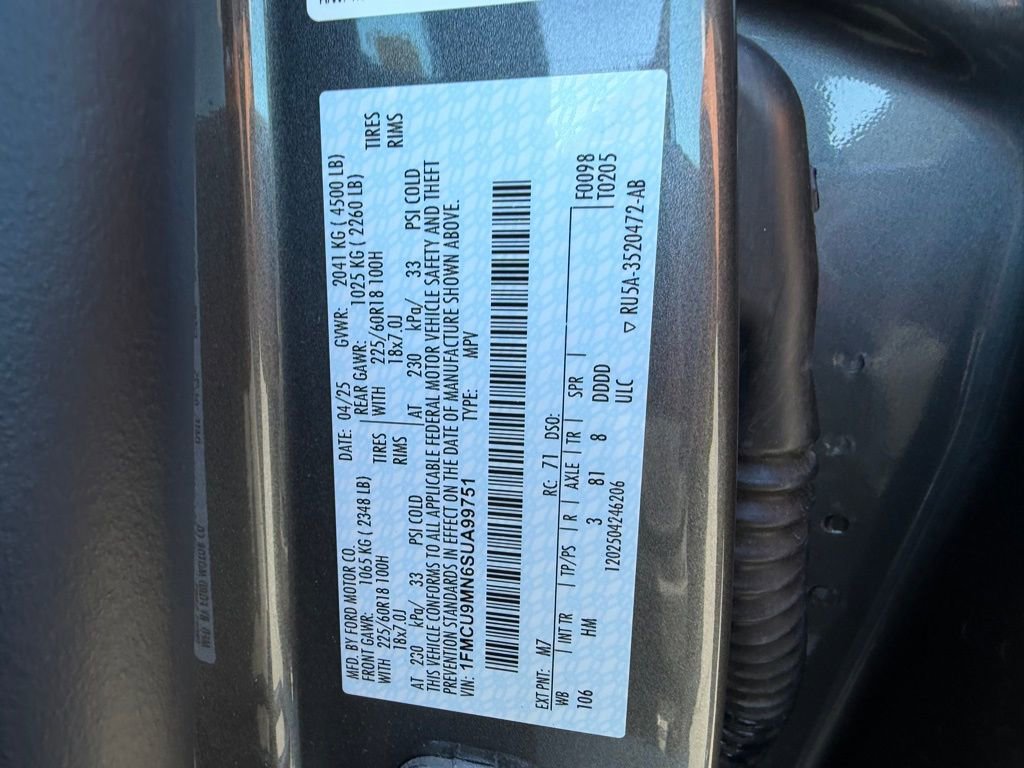 MFD. BY FORD MOTOR CO. DATE: 04/25 GVWR: 2041 KG ( 4500 LB)
FRONT GAWR: 1065 KG ( 2348 LB) REAR GAWR: 1025 KG ( 2260 LB)
WITH 225/60R18 100H TIRES WITH 225/60R18 100H TIRES
18x7.0J RIMS 18x7.0J RIMS
AT 230 kPa/ 33 PSI COLD AT 230 kPa/ 33 PSI COLD
THIS VEHICLE CONFORMS TO ALL APPLICABLE FEDERAL MOTOR VEHICLE SAFETY AND THEFT
PREVENTION STANDARDS IN EFFECT ON THE DATE OF MANUFACTURE SHOWN ABOVE.
VIN: 1FMCU9MN6SUA99751 TYPE: MPV
EXT PNT: M7 RC: 71 DSO: F0098
WB INT TR TP/PS R AXLE TR SPR T0205
106 HM 3 81 8 DDDD
1202504246206 ULC ▽ RU5A-3520472-AB